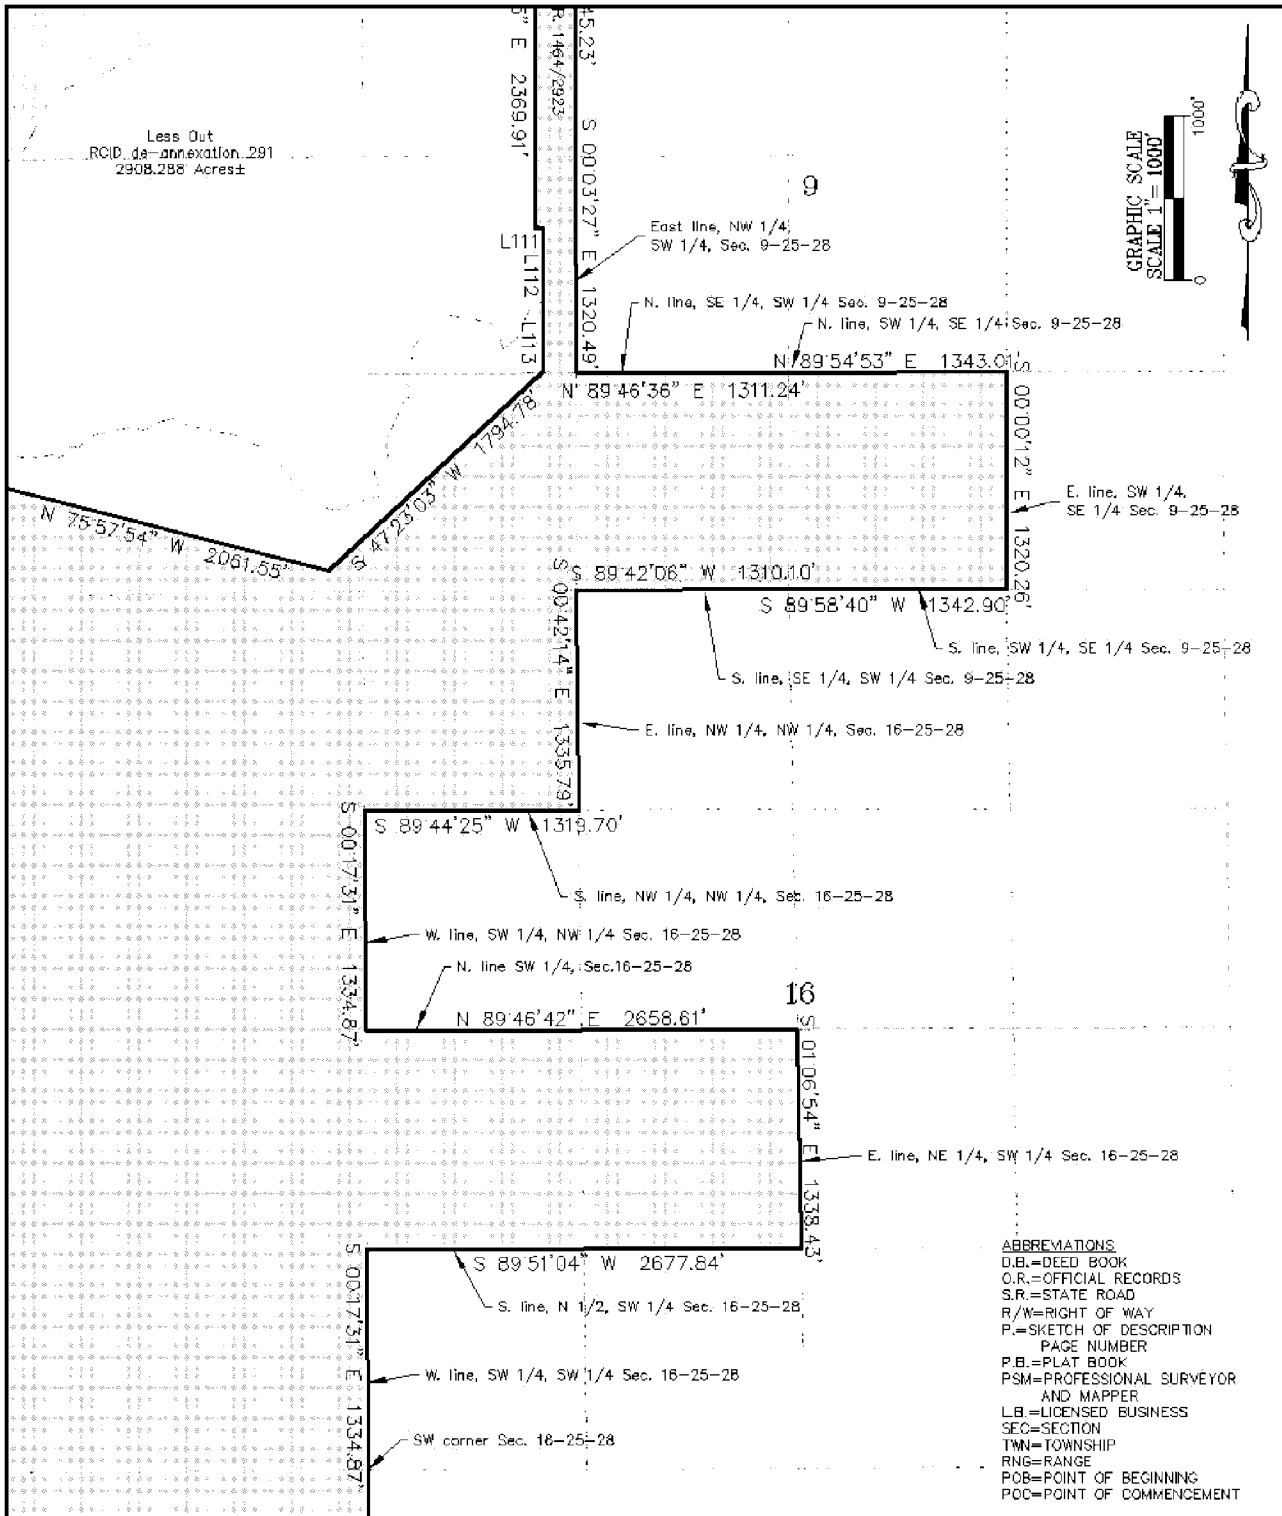 5" E 2369.91'
R. 1464/2923
45.23'
S 00°03'27" E 1320.49'
Less Out
RCID de-annexation 291
2908.288 Acres±
9
GRAPHIC SCALE
SCALE 1"= 1000'
0
1000'
East line, NW 1/4,
SW 1/4, Sec. 9-25-28
L111
L112
L113
N. line, SE 1/4, SW 1/4 Sec. 9-25-28
N. line, SW 1/4, SE 1/4 Sec. 9-25-28
N 89°54'53" E 1343.01'
N 89°46'36" E 1311.24'
S 00°00'12" E 1320.26'
S 47°23'03" W 1794.78'
N 75°57'54" W 2061.55'
E. line, SW 1/4,
SE 1/4 Sec. 9-25-28
S 89°42'06" W 1310.10'
S 89°58'40" W 1342.90'
S. line, SW 1/4, SE 1/4 Sec. 9-25-28
S. line, SE 1/4, SW 1/4 Sec. 9-25-28
S 00°42'14" E 1335.79'
E. line, NW 1/4, NW 1/4, Sec. 16-25-28
S 89°44'25" W 1319.70'
S 00°17'31" E 1334.87'
S. line, NW 1/4, NW 1/4, Sec. 16-25-28
W. line, SW 1/4, NW 1/4 Sec. 16-25-28
N. line SW 1/4, Sec.16-25-28
16
N 89°46'42" E 2658.61'
S 01°06'54" E 1338.43'
E. line, NE 1/4, SW 1/4 Sec. 16-25-28
S 89°51'04" W 2677.84'
S. line, N 1/2, SW 1/4 Sec. 16-25-28
S 00°17'31" E 1334.87'
W. line, SW 1/4, SW 1/4 Sec. 16-25-28
SW corner Sec. 16-25-28
ABBREVIATIONS
D.B.=DEED BOOK
O.R.=OFFICIAL RECORDS
S.R.=STATE ROAD
R/W=RIGHT OF WAY
P.=SKETCH OF DESCRIPTION
PAGE NUMBER
P.B.=PLAT BOOK
PSM=PROFESSIONAL SURVEYOR
AND MAPPER
L.B.=LICENSED BUSINESS
SEC=SECTION
TWN=TOWNSHIP
RNG=RANGE
POB=POINT OF BEGINNING
POC=POINT OF COMMENCEMENT